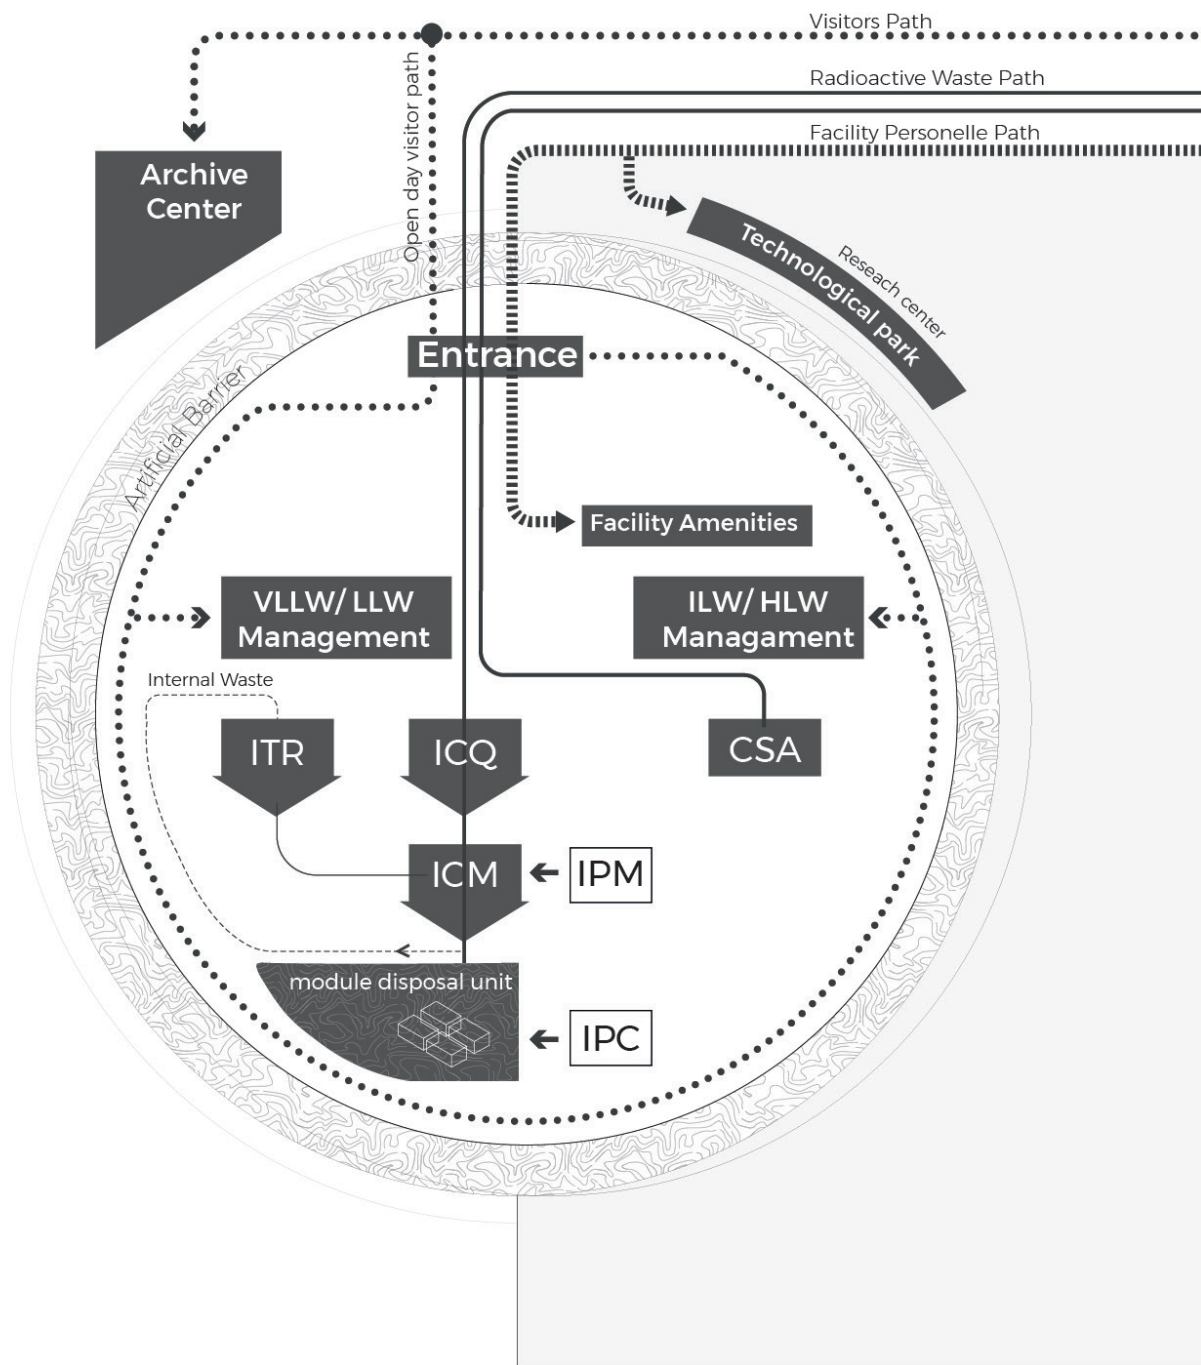 Visitors Path
Radioactive Waste Path
Facility Personelle Path
Open day visitor path
Archive
Center
Technological park
Reseach center
Entrance
Artificial Barrier
Facility Amenities
VLLW/ LLW
Management
ILW/ HLW
Managament
Internal Waste
ITR
ICQ
CSA
ICM
IPM
module disposal unit
IPC